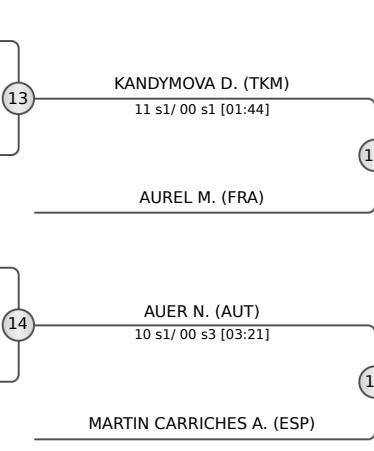 KANDYMOVA D. (TKM)
13
11 s1/ 00 s1 [01:44]
AUREL M. (FRA)
AUER N. (AUT)
14
10 s1/ 00 s3 [03:21]
MARTIN CARRICHES A. (ESP)